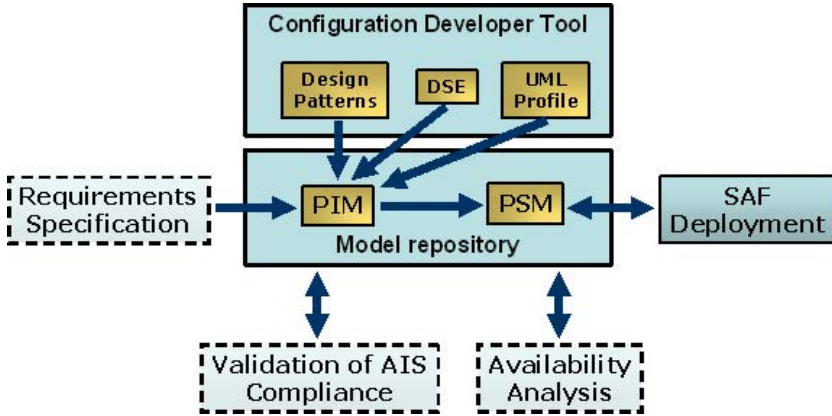 Configuration Developer Tool
Design
Patterns
DSE
UML
Profile
Requirements
Specification
PIM
PSM
SAF
Deployment
Model repository
Validation of AIS
Compliance
Availability
Analysis